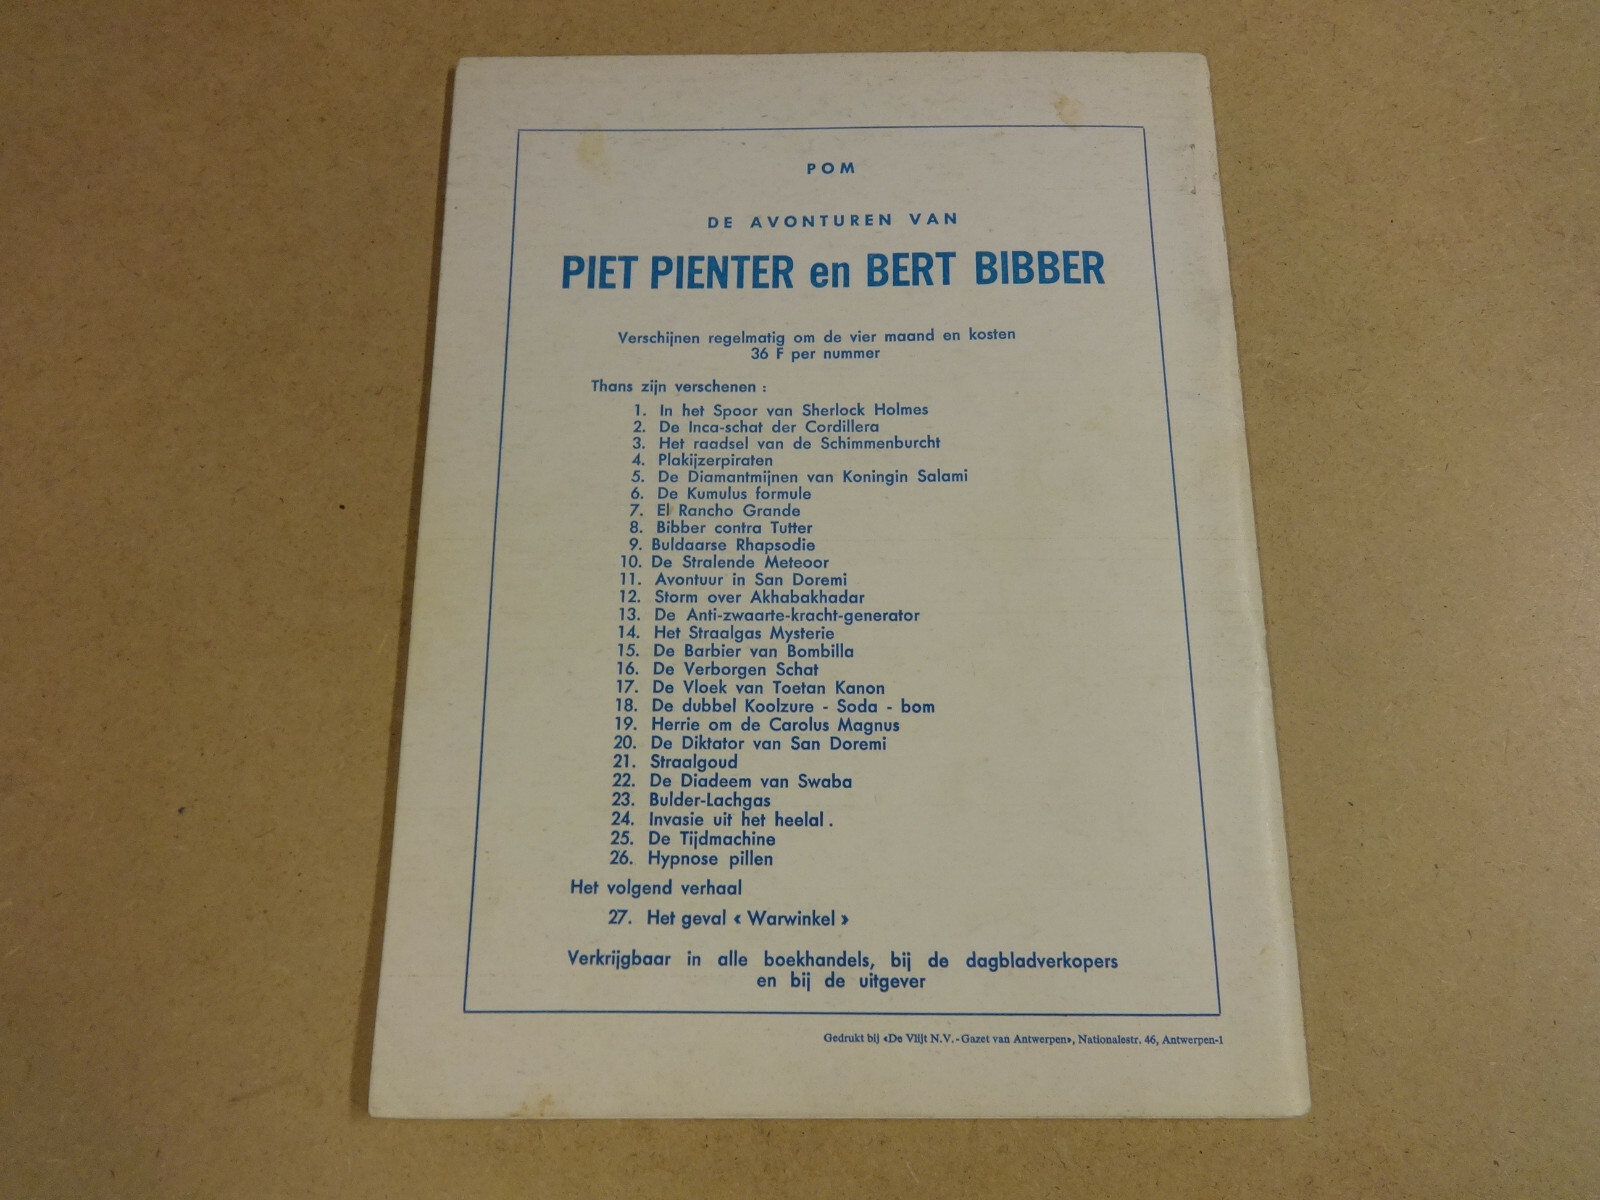 POM
DE AVONTUREN VAN
PIET PIENTER en BERT BIBBER
Verschijnen regelmatig om de vier maand en kosten
36 F per nummer
Thans zijn verschenen :
1. In het Spoor van Sherlock Holmes
2. De Inca-schat der Cordillera
3. Het raadsel van de Schimmenburcht
4. Plakijzerpiraten
5. De Diamantmijnen van Koningin Salami
6. De Kumulus formule
7. El Rancho Grande
8. Bibber contra Tutter
9. Buldaarse Rhapsodie
10. De Stralende Meteoor
11. Avontuur in San Doremi
12. Storm over Akhabakhadar
13. De Anti-zwaarte-kracht-generator
14. Het Straalgas Mysterie
15. De Barbier van Bombilla
16. De Verborgen Schat
17. De Vloek van Toetan Kanon
18. De dubbel Koolzure - Soda - bom
19. Herrie om de Carolus Magnus
20. De Diktator van San Doremi
21. Straalgoud
22. De Diadeem van Swaba
23. Bulder-Lachgas
24. Invasie uit het heelal .
25. De Tijdmachine
26. Hypnose pillen
Het volgend verhaal
27. Het geval « Warwinkel »
Verkrijgbaar in alle boekhandels, bij de dagbladverkopers
en bij de uitgever
Gedrukt bij «De Vlijt N.V. - Gazet van Antwerpen», Nationalestr. 46, Antwerpen-1